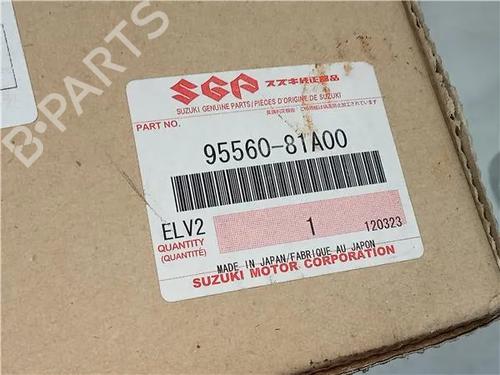 B-PARTS
SGP スズキ純正部品
SUZUKI GENUINE PARTS/PIÈCES D'ORIGINE DE SUZUKI
PART NO.
95560-81A00
ELV2
QUANTITY
(QUANTITÉ)
1
120323
MADE IN JAPAN/FABRIQUE AU JAPON
SUZUKI MOTOR CORPORATION